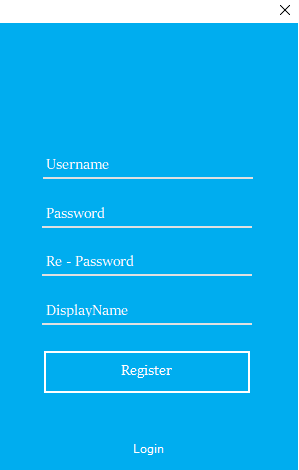 Username
Password
Re - Password
DisplayName
Register
Login